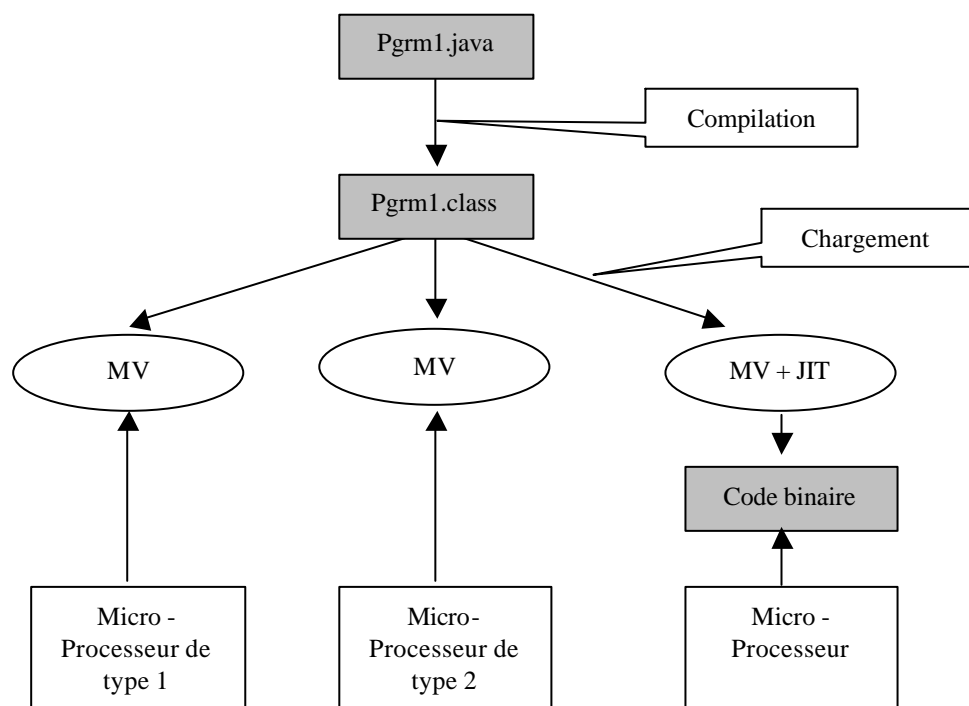 Pgrm1.java
Compilation
Pgrm1.class
Chargement
MV
MV
MV + JIT
Code binaire
Micro -
Processeur de
type 1
Micro-
Processeur de
type 2
Micro -
Processeur